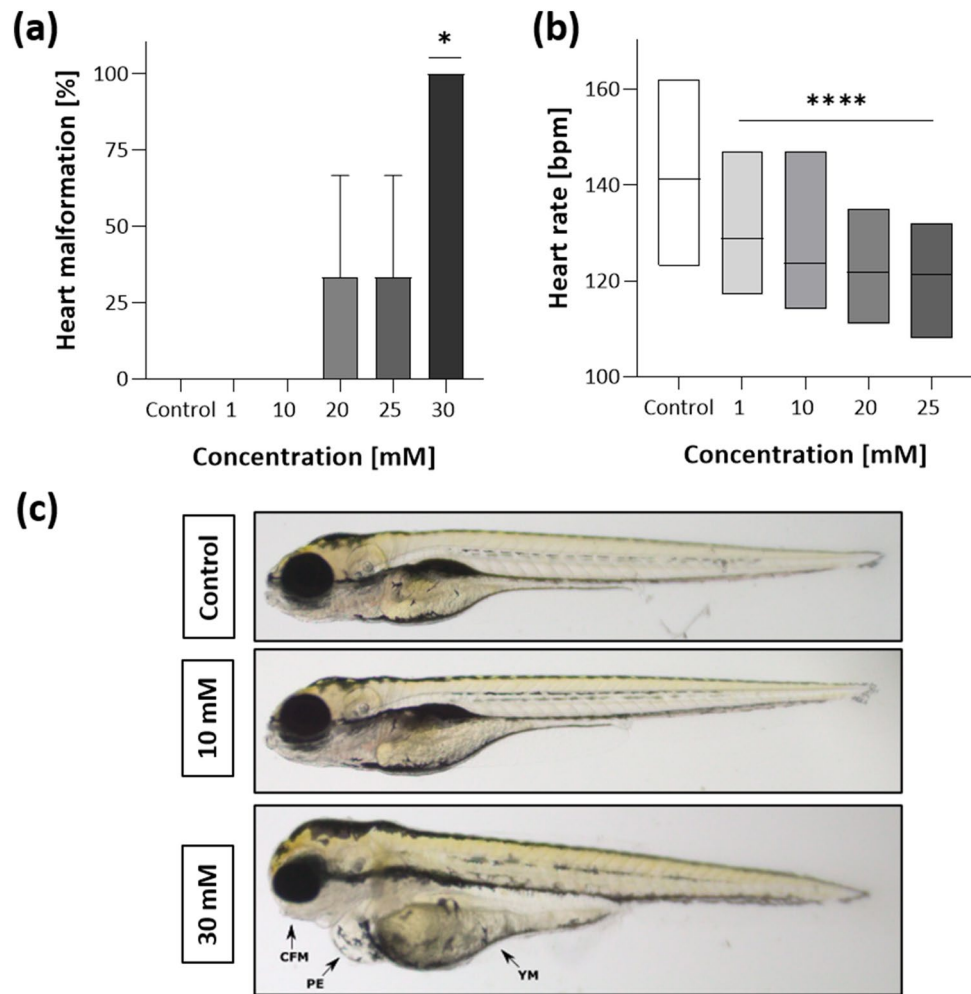 (a)
Heart malformation [%]
100
75
50
25
0
*
Control 1 10 20 25 30
Concentration [mM]
(b)
Heart rate [bpm]
160
140
120
100
****
Control 1 10 20 25
Concentration [mM]
(c)
Control
10 mM
30 mM
CFM
PE
YM